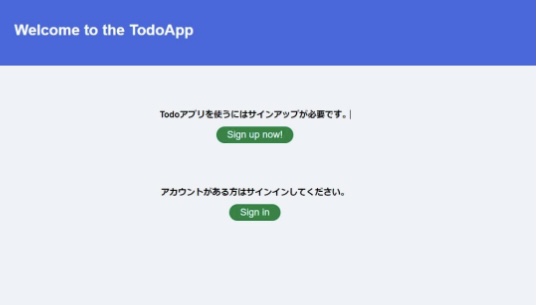 Welcome to the TodoApp
Todoアプリを使うにはサインアップが必要です。
Sign up now!
アカウントがある方はサインインしてください。
Sign in